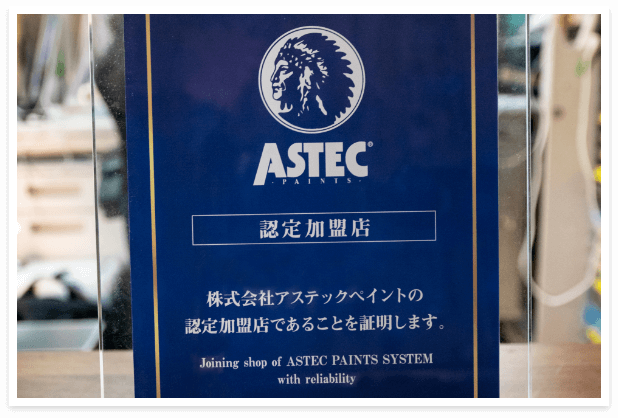 ASTEC®
- PAINTS -
認定加盟店
株式会社アステックペイントの
認定加盟店であることを証明します。
Joining shop of ASTEC PAINTS SYSTEM
with reliability